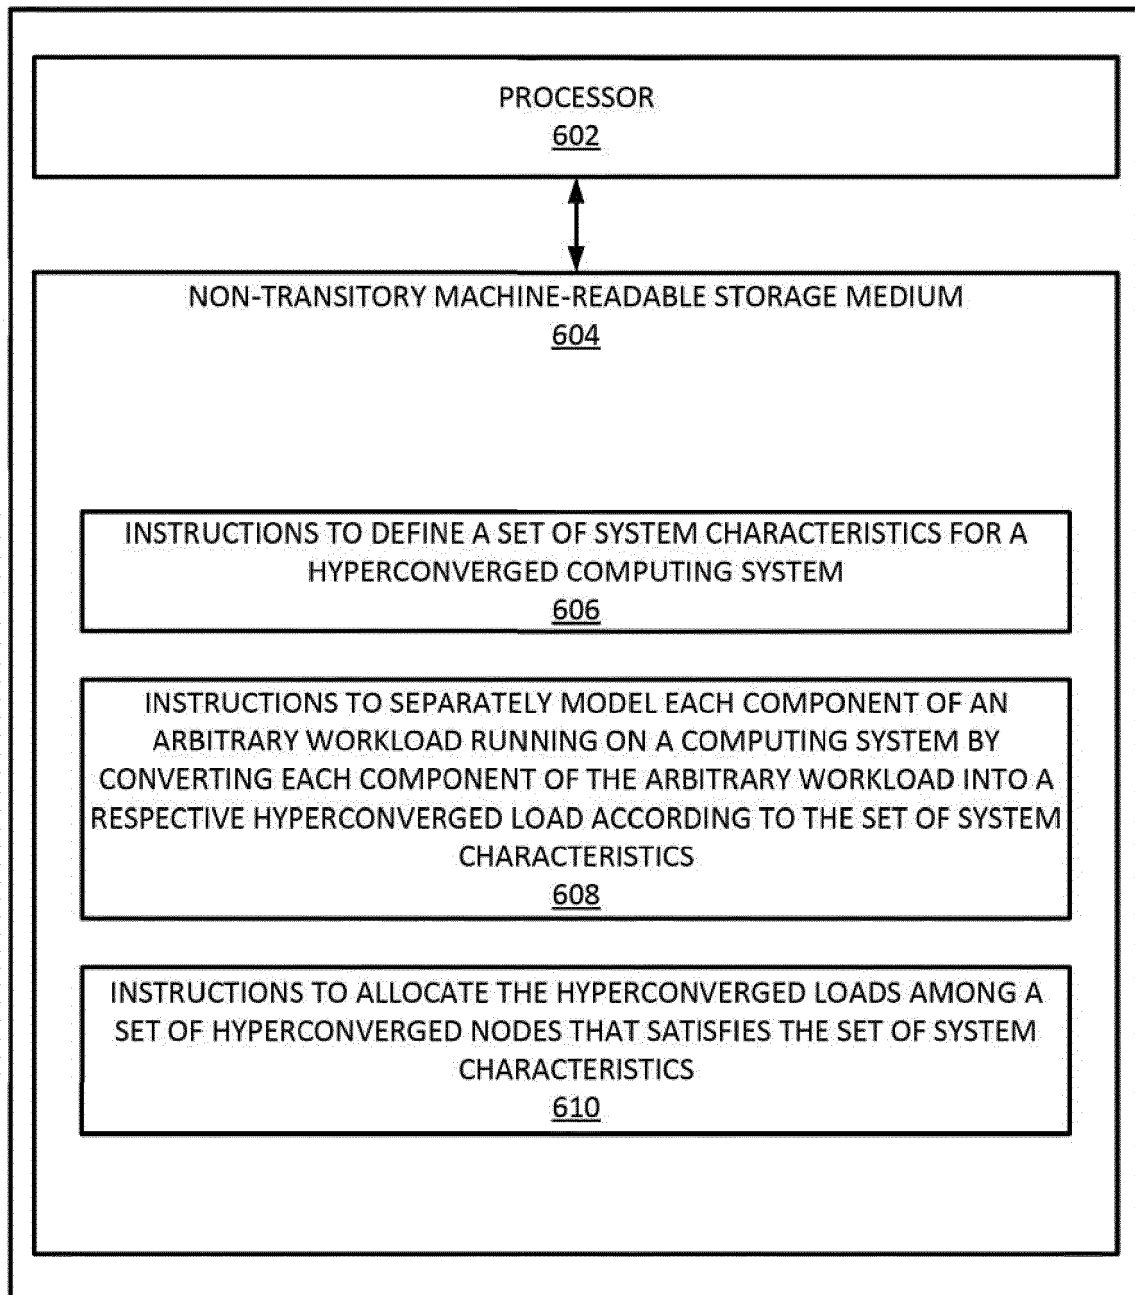 PROCESSOR
602
NON-TRANSITORY MACHINE-READABLE STORAGE MEDIUM
604
INSTRUCTIONS TO DEFINE A SET OF SYSTEM CHARACTERISTICS FOR A
HYPERCONVERGED COMPUTING SYSTEM
606
INSTRUCTIONS TO SEPARATELY MODEL EACH COMPONENT OF AN
ARBITRARY WORKLOAD RUNNING ON A COMPUTING SYSTEM BY
CONVERTING EACH COMPONENT OF THE ARBITRARY WORKLOAD INTO A
RESPECTIVE HYPERCONVERGED LOAD ACCORDING TO THE SET OF SYSTEM
CHARACTERISTICS
608
INSTRUCTIONS TO ALLOCATE THE HYPERCONVERGED LOADS AMONG A
SET OF HYPERCONVERGED NODES THAT SATISFIES THE SET OF SYSTEM
CHARACTERISTICS
610